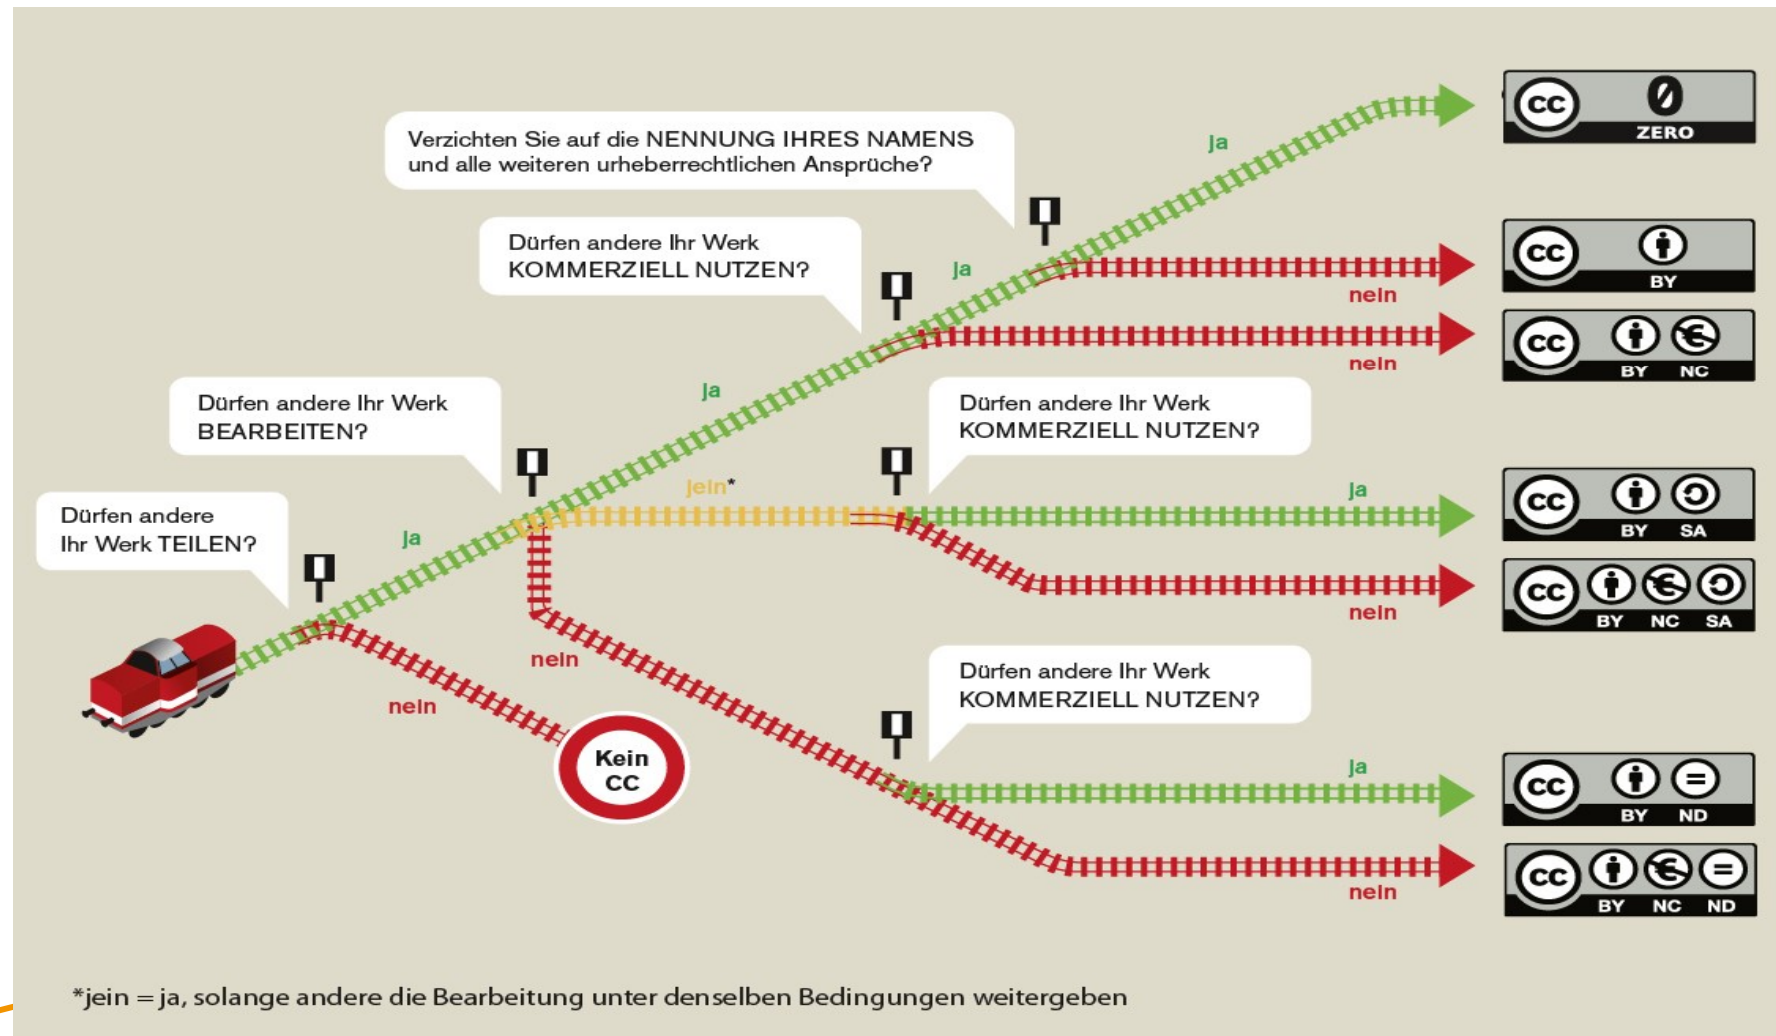 Verzichten Sie auf die NENNUNG IHRES NAMENS
und alle weiteren urheberrechtlichen Ansprüche?
ja
cc 0
ZERO
Dürfen andere Ihr Werk
KOMMERZIELL NUTZEN?
ja
nein
cc
BY
nein
cc €
BY NC
Dürfen andere Ihr Werk
BEARBEITEN?
ja
Dürfen andere Ihr Werk
KOMMERZIELL NUTZEN?
jein*
ja
cc
BY SA
Dürfen andere
Ihr Werk TEILEN?
ja
nein
cc €
BY NC SA
nein
nein
Kein
CC
Dürfen andere Ihr Werk
KOMMERZIELL NUTZEN?
ja
cc =
BY ND
nein
cc € =
BY NC ND
*jein = ja, solange andere die Bearbeitung unter denselben Bedingungen weitergeben